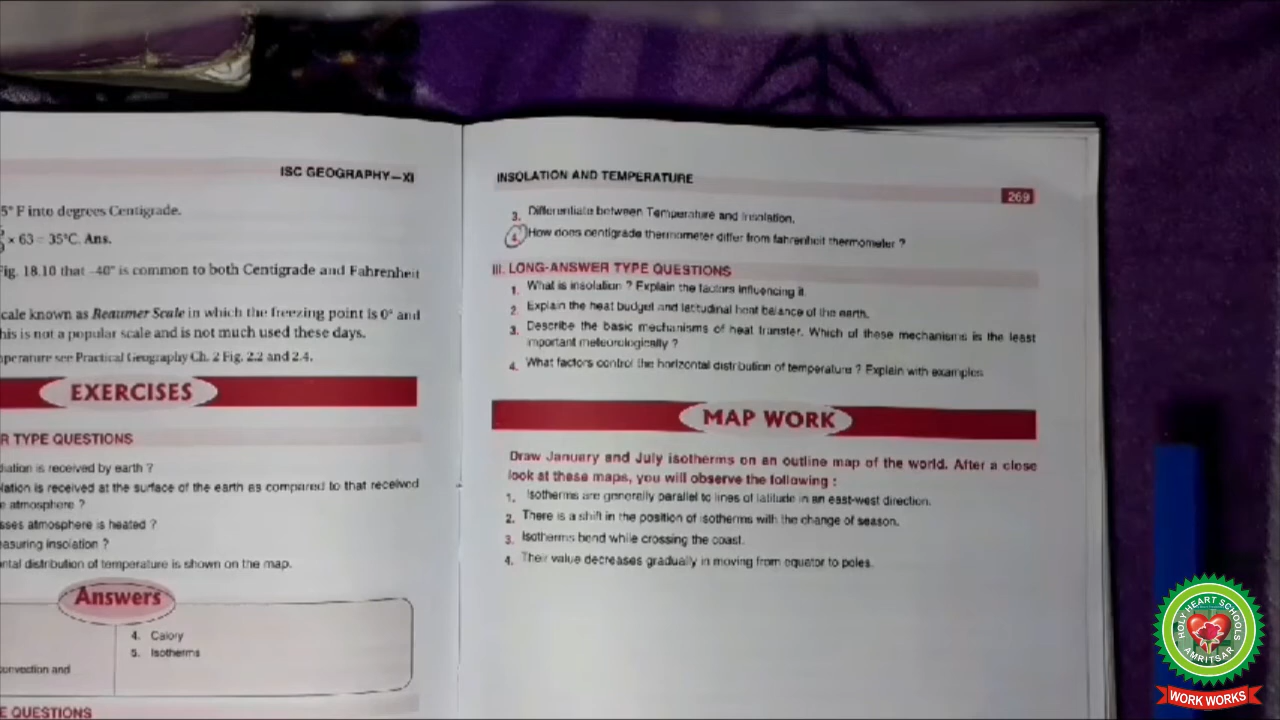 ISC GEOGRAPHY—XI
5° F into degrees Centigrade.
× 63 = 35°C. Ans.
Fig. 18.10 that –40° is common to both Centigrade and Fahrenheit
cale known as Beaumer Scale in which the freezing point is 0° and
his is not a popular scale and is not much used these days.
perature see Practical Geography Ch. 2 Fig. 2.2 and 2.4.
EXERCISES
R TYPE QUESTIONS
diation is received by earth ?
lation is received at the surface of the earth as compared to that received
e atmosphere ?
sses atmosphere is heated ?
easuring insolation ?
ntal distribution of temperature is shown on the map.
Answers
4. Calory
5. Isotherms
convection and
E QUESTIONS
INSOLATION AND TEMPERATURE
269
3. Differentiate between Temperature and Insolation.
4. How does centigrade thermometer differ from fahrenheit thermometer ?
III. LONG-ANSWER TYPE QUESTIONS
1. What is insolation ? Explain the factors influencing it.
2. Explain the heat budget and latitudinal heat balance of the earth.
3. Describe the basic mechanisms of heat transfer. Which of these mechanisms is the least
important meteorologically ?
4. What factors control the horizontal distribution of temperature ? Explain with examples
MAP WORK
Draw January and July isotherms on an outline map of the world. After a close
look at these maps, you will observe the following :
1. Isotherms are generally parallel to lines of latitude in an east-west direction.
2. There is a shift in the position of isotherms with the change of season.
3. Isotherms bend while crossing the coast.
4. Their value decreases gradually in moving from equator to poles.
HOLY HEART SCHOOLS
AMRITSAR
WORK WORKS